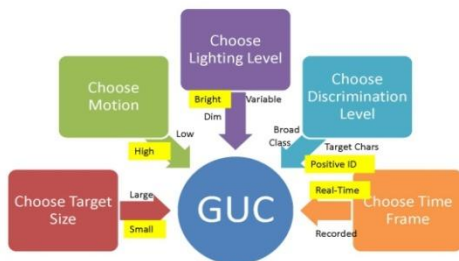 Choose
Lighting Level
Bright
Variable
Dim
Choose
Motion
Low
High
Choose
Discrimination
Level
Broad
Class
Target Chars
Positive ID
Choose Target
Size
Large
Small
GUC
Real-Time
Recorded
Choose Time
Frame